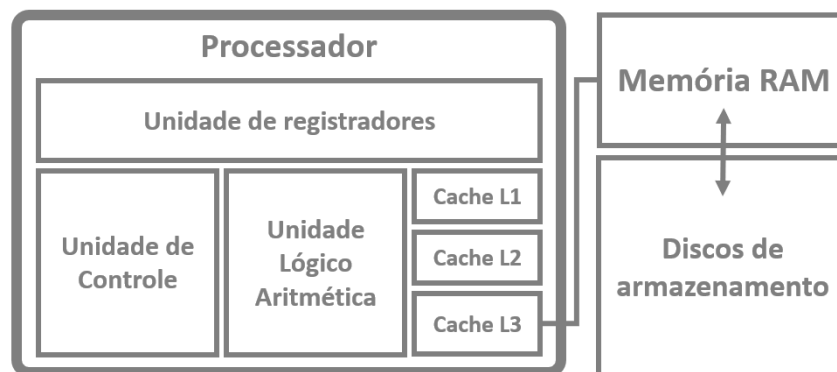 Processador
Unidade de registradores
Unidade de
Controle
Unidade
Lógico
Aritmética
Cache L1
Cache L2
Cache L3
Memória RAM
Discos de
armazenamento